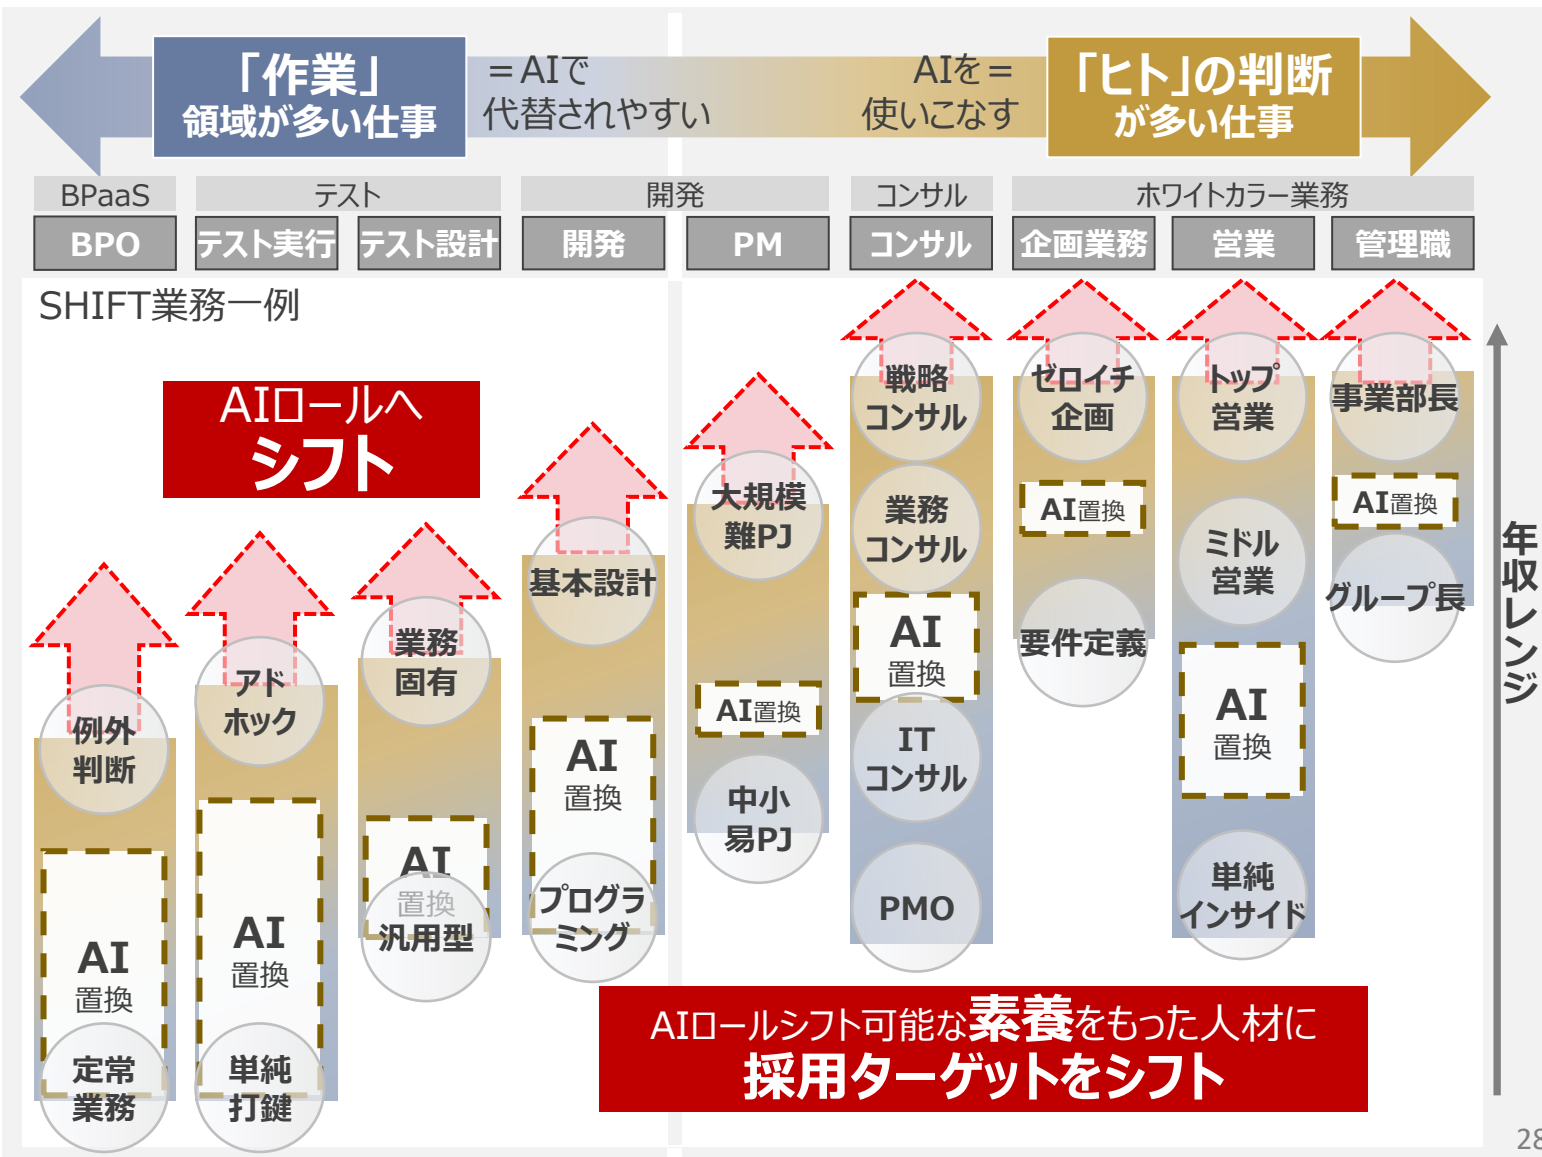 「作業」
領域が多い仕事
＝AIで
代替されやすい
AIを＝
使いこなす
「ヒト」の判断
が多い仕事
BPaaS
テスト
開発
コンサル
ホワイトカラー業務
BPO
テスト実行
テスト設計
開発
PM
コンサル
企画業務
営業
管理職
SHIFT業務一例
AIロールへ
シフト
例外
判断
AI
置換
定常
業務
アド
ホック
AI
置換
単純
打鍵
業務
固有
AI
置換
汎用型
基本設計
AI
置換
プログラ
ミング
大規模
難PJ
AI置換
中小
易PJ
戦略
コンサル
業務
コンサル
AI
置換
IT
コンサル
PMO
ゼロイチ
企画
AI置換
要件定義
トップ
営業
ミドル
営業
AI
置換
単純
インサイド
事業部長
AI置換
グループ長
年収レンジ
AIロールシフト可能な素養をもった人材に
採用ターゲットをシフト
28